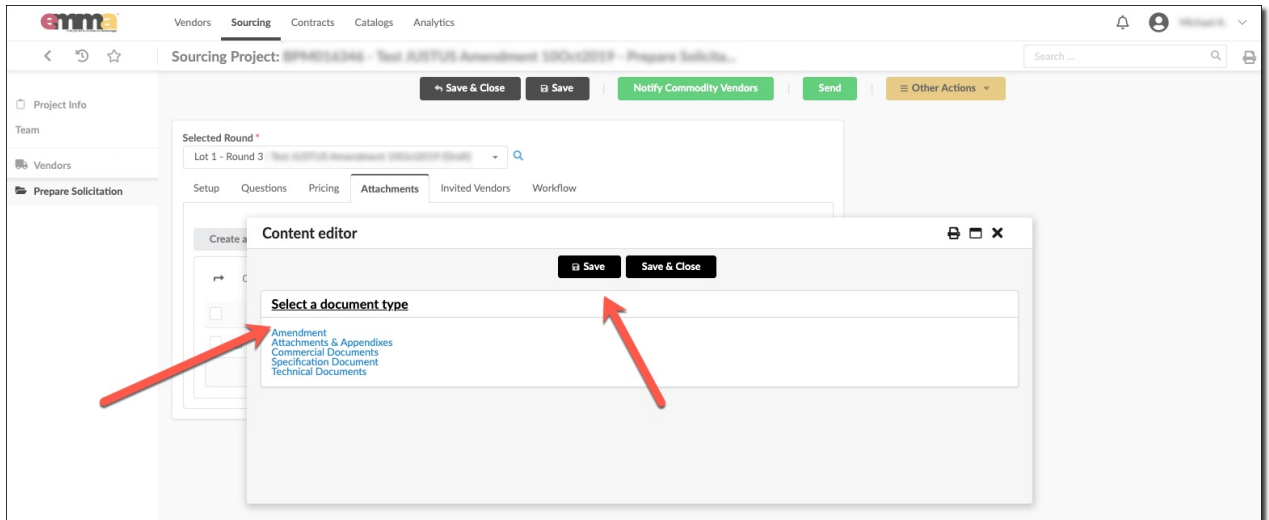 emma
Vendors Sourcing Contracts Catalogs Analytics
Sourcing Project:
Search ...
Save & Close Save Notify Commodity Vendors Send Other Actions
Project Info
Team
Vendors
Prepare Solicitation
Selected Round *
Lot 1 - Round 3
Setup Questions Pricing Attachments Invited Vendors Workflow
Create a
Content editor
Save Save & Close
Select a document type
Amendment
Attachments & Appendixes
Commercial Documents
Specification Document
Technical Documents